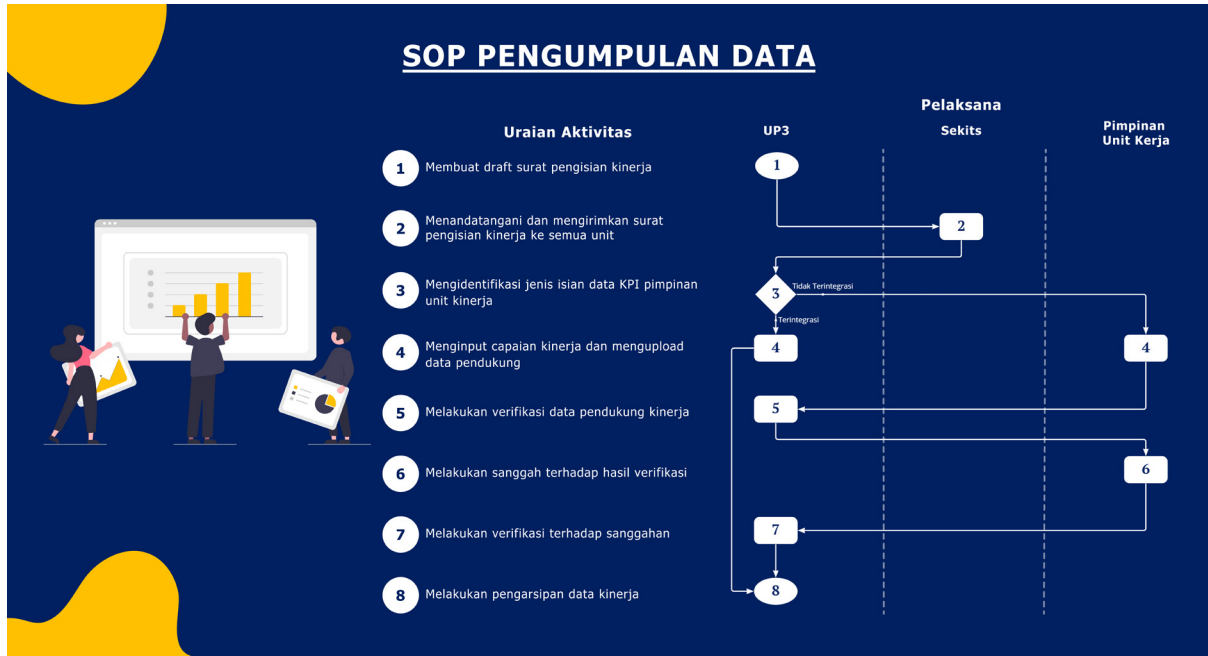 SOP PENGUMPULAN DATA
Pelaksana
Uraian Aktivitas
UP3
Sekits
Pimpinan
Unit Kerja
1 Membuat draft surat pengisian kinerja
1
2 Menandatangani dan mengirimkan surat
pengisian kinerja ke semua unit
2
3 Mengidentifikasi jenis isian data KPI pimpinan
unit kinerja
3
Tidak Terintegrasi
Terintegrasi
4 Menginput capaian kinerja dan mengupload
data pendukung
4
4
5 Melakukan verifikasi data pendukung kinerja
5
6 Melakukan sanggah terhadap hasil verifikasi
6
7 Melakukan verifikasi terhadap sanggahan
7
8 Melakukan pengarsipan data kinerja
8